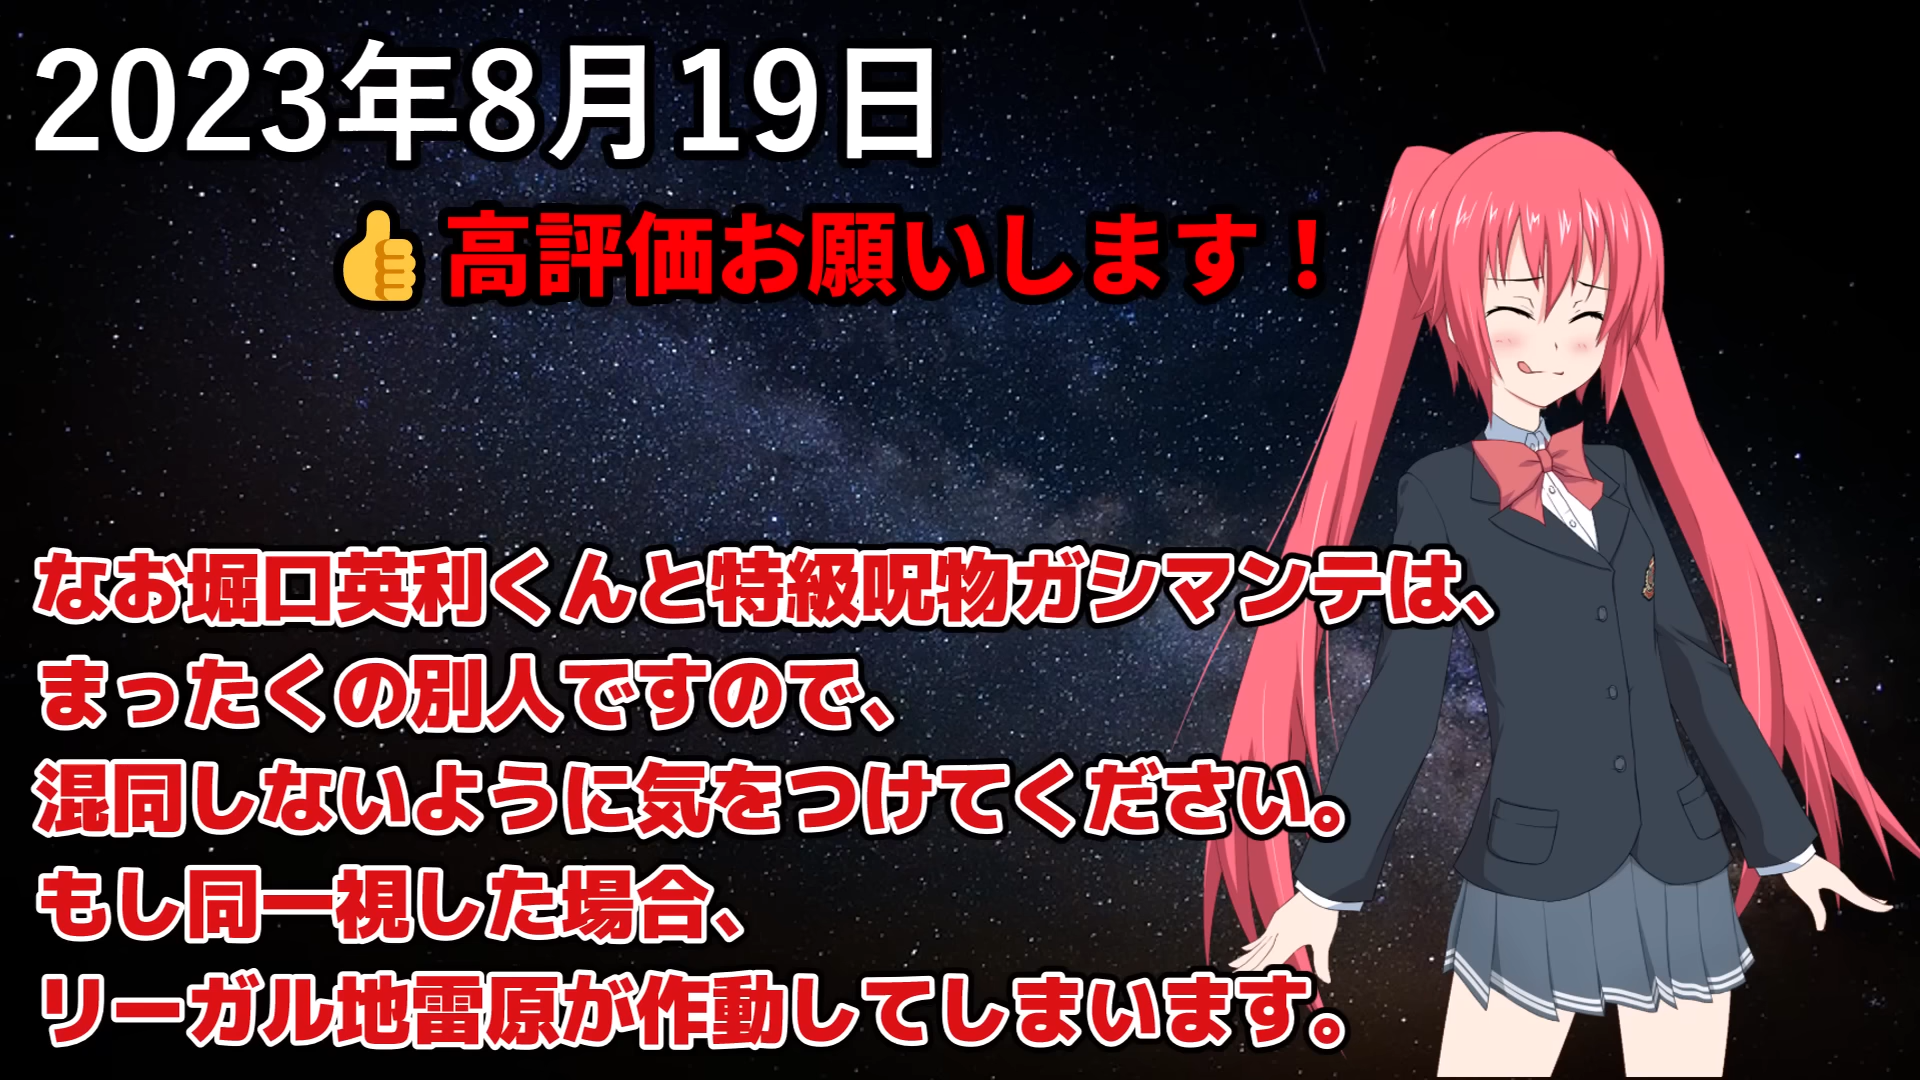 2023年8月19日
👍高評価お願いします！
なお堀口英利くんと特級呪物ガシマンテは、
まったくの別人ですので、
混同しないように気をつけてください。
もし同一視した場合、
リーガル地雷原が作動してしまいます。